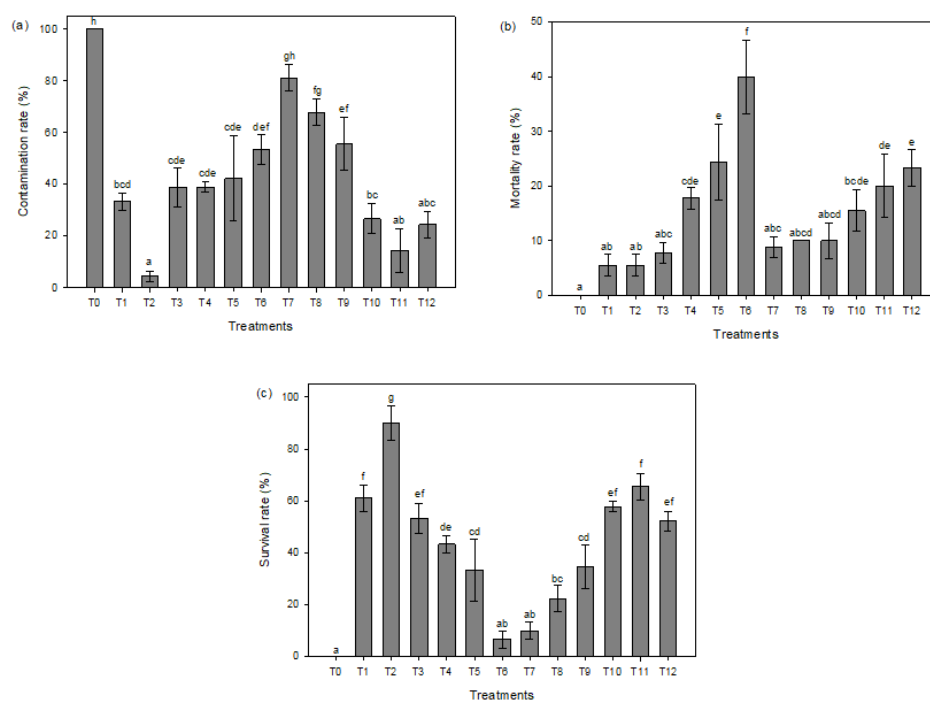 (a)
Contamination rate (%)
100
80
60
40
20
0
h
bcd
a
cde
cde
cde
def
gh
fg
ef
bc
ab
abc
T0 T1 T2 T3 T4 T5 T6 T7 T8 T9 T10 T11 T12
Treatments
(b)
Mortality rate (%)
50
40
30
20
10
0
a
ab
ab
abc
cde
e
f
abc
abcd
abcd
bcde
de
e
T0 T1 T2 T3 T4 T5 T6 T7 T8 T9 T10 T11 T12
Treatments
(c)
Survival rate (%)
100
80
60
40
20
0
a
f
g
ef
de
cd
ab
ab
bc
cd
ef
f
ef
T0 T1 T2 T3 T4 T5 T6 T7 T8 T9 T10 T11 T12
Treatments